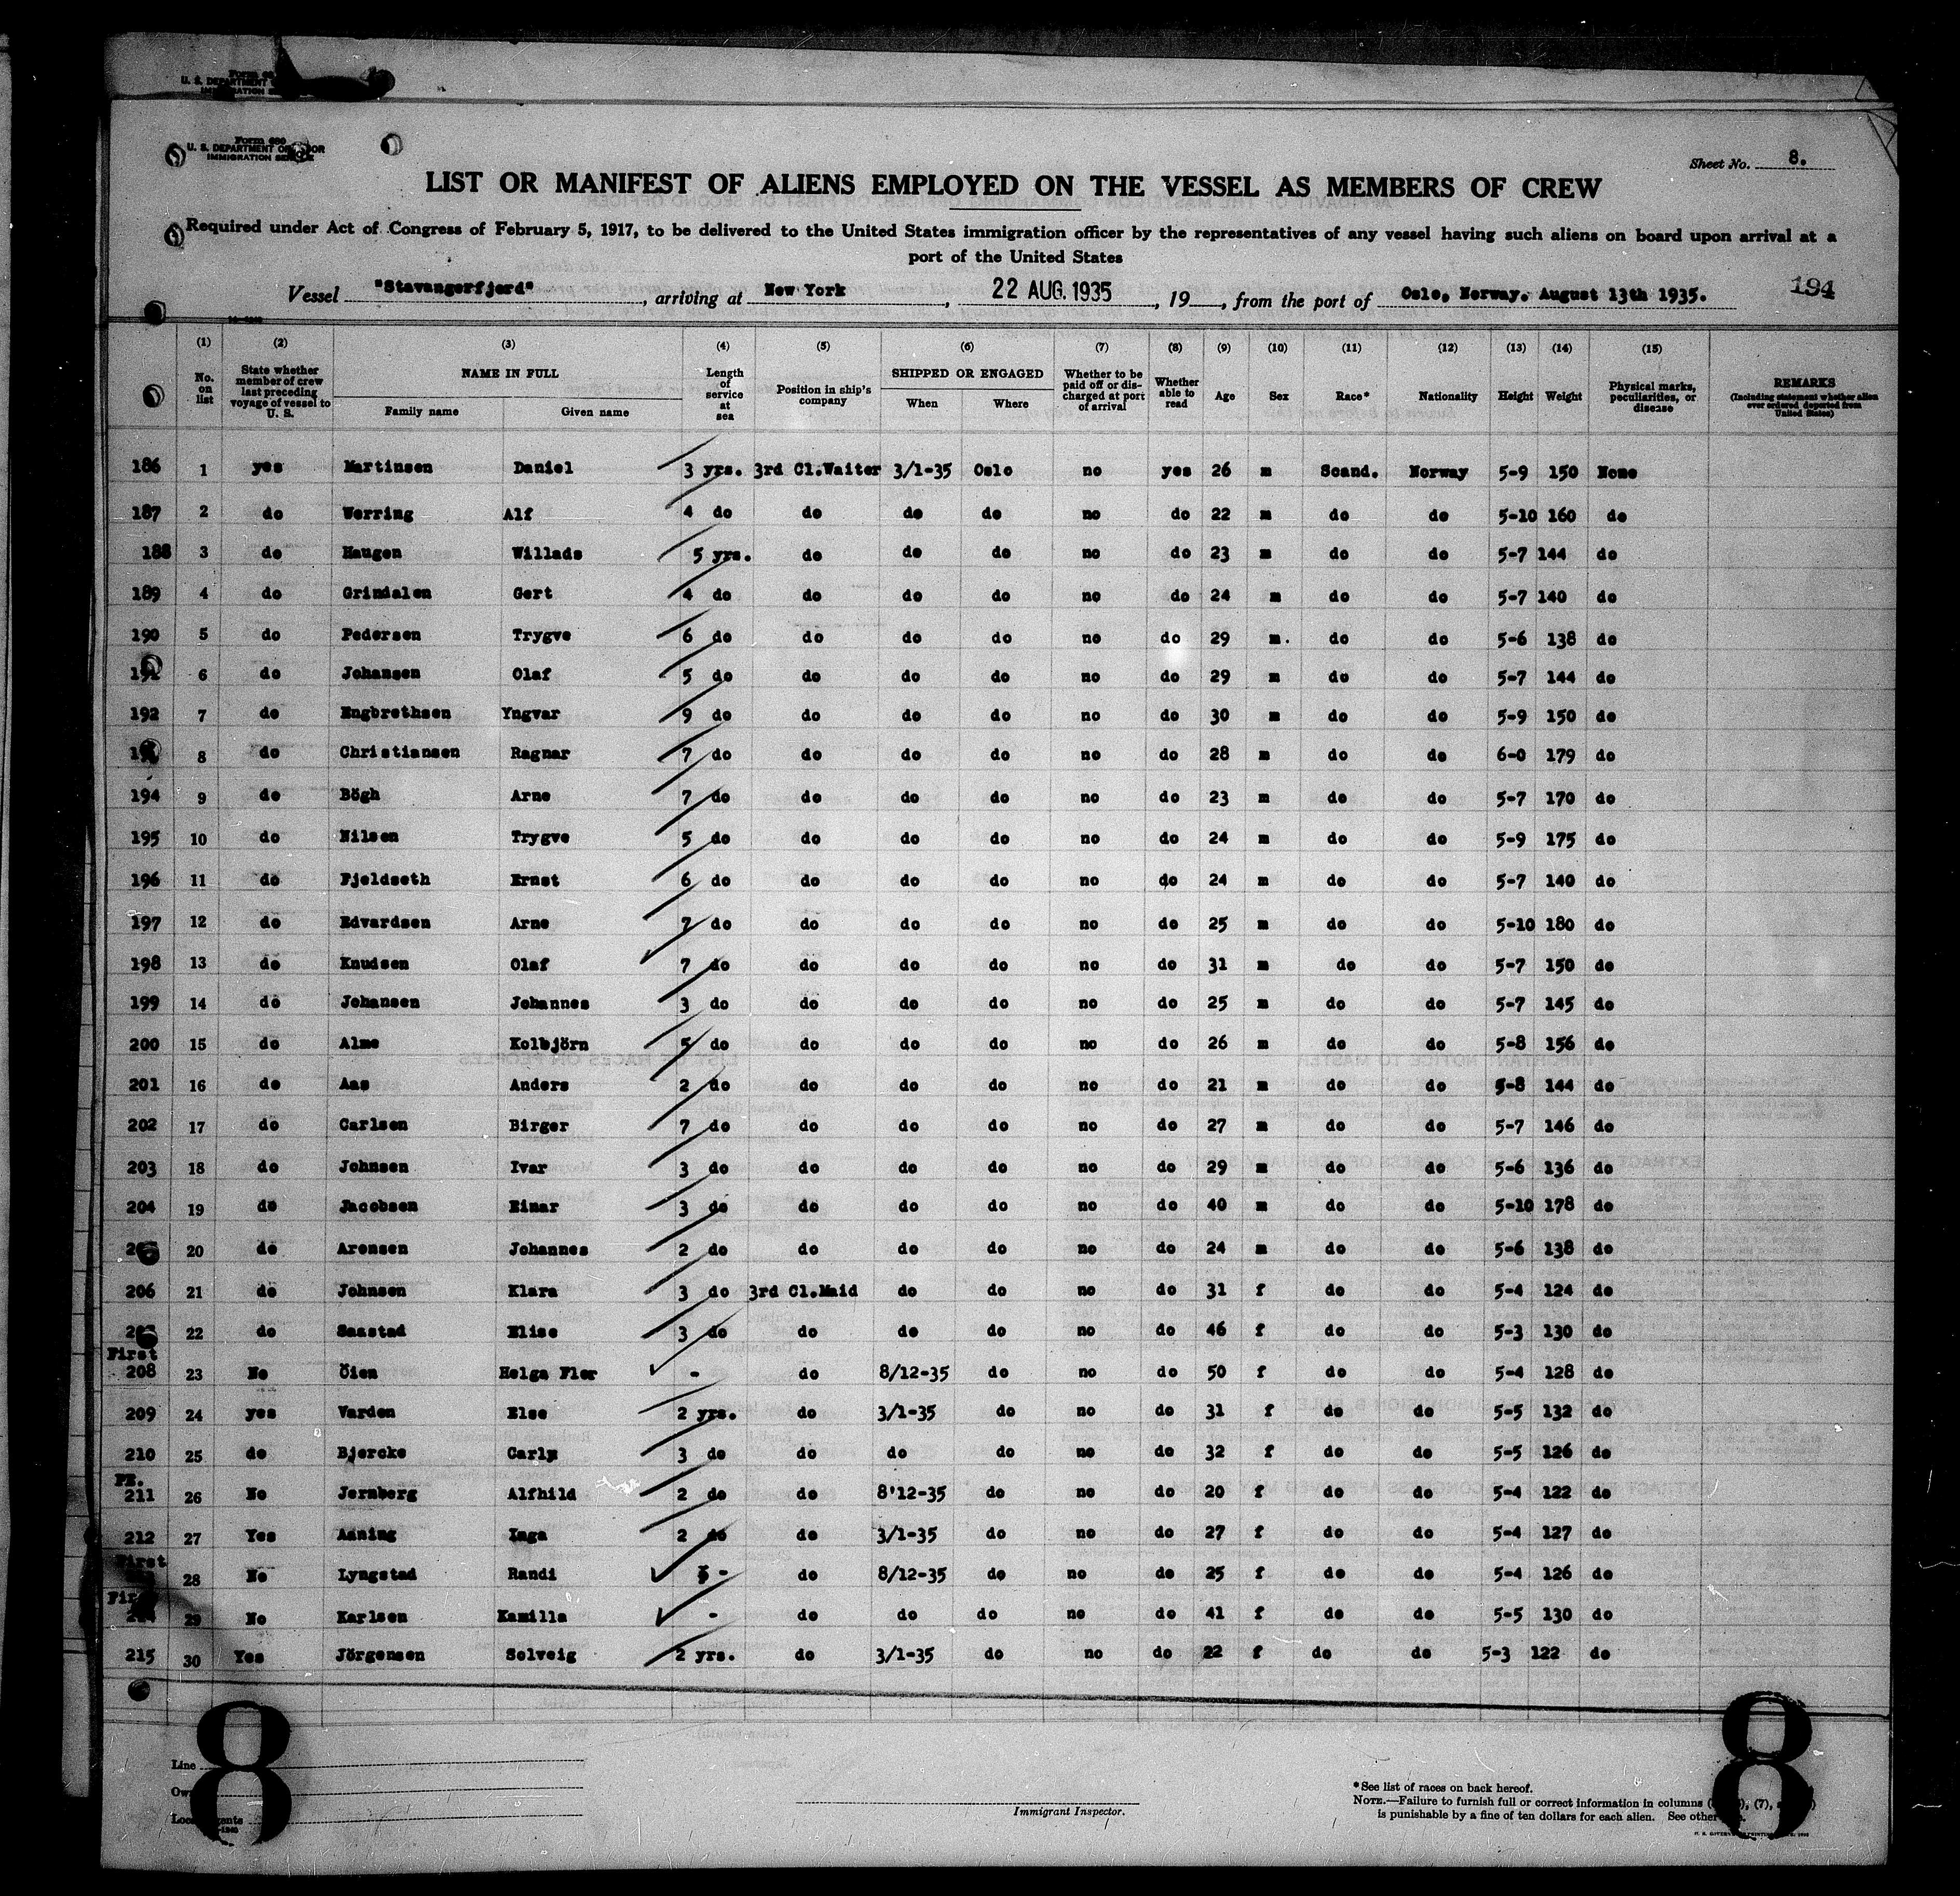 U. S. DEPARTMENT
Form 680
U. S. DEPARTMENT OF LABOR
IMMIGRATION SERVICE
Sheet No. 8.
LIST OR MANIFEST OF ALIENS EMPLOYED ON THE VESSEL AS MEMBERS OF CREW
Required under Act of Congress of February 5, 1917, to be delivered to the United States immigration officer by the representatives of any vessel having such aliens on board upon arrival at a
port of the United States
Vessel "Stavangerfjord", arriving at New York, 22 AUG. 1935, 19__, from the port of Oslo, Norway. August 13th 1935. 194
(1) (2) (3) (4) (5) (6) (7) (8) (9) (10) (11) (12) (13) (14) (15)
No. on list State whether member of crew last preceding voyage of vessel to U. S. NAME IN FULL Family name Given name Length of service at sea Position in ship's company SHIPPED OR ENGAGED When Where Whether to be paid off or discharged at port of arrival Whether able to read Age Sex Race* Nationality Height Weight Physical marks, peculiarities, or disease REMARKS (Including statement whether alien ever ordered deported from United States)
186 1 yes Martinsen Daniel 3 yrs. 3rd Cl.Waiter 3/1-35 Oslo no yes 26 m Scand. Norway 5-9 150 None
187 2 do Werring Alf 4 do do do do no do 22 m do do 5-10 160 do
188 3 do Haugen Willads 5 yrs. do do do no do 23 m do do 5-7 144 do
189 4 do Grindalen Gert 4 do do do do no do 24 m do do 5-7 140 do
190 5 do Pedersen Trygve 6 do do do do no do 29 m. do do 5-6 138 do
191 6 do Johansen Olaf 5 do do do do no do 29 m do do 5-7 144 do
192 7 do Engbrethsen Yngvar 9 do do do do no do 30 m do do 5-9 150 do
8 do Christiansen Ragnar 7 do do do do no do 28 m do do 6-0 179 do
194 9 do Bögh Arne 7 do do do do no do 23 m do do 5-7 170 do
195 10 do Nilsen Trygve 5 do do do do no do 24 m do do 5-9 175 do
196 11 do Fjeldseth Ernst 6 do do do do no do 24 m do do 5-7 140 do
197 12 do Edvardsen Arne 7 do do do do no do 25 m do do 5-10 180 do
198 13 do Knudsen Olaf 7 do do do do no do 31 m do do 5-7 150 do
199 14 do Johansen Johannes 3 do do do do no do 25 m do do 5-7 145 do
200 15 do Alme Kolbjörn 5 do do do do no do 26 m do do 5-8 156 do
201 16 do Aas Anders 2 do do do do no do 21 m do do 5-8 144 do
202 17 do Carlsen Birger 7 do do do do no do 27 m do do 5-7 146 do
203 18 do Johnsen Ivar 3 do do do do no do 29 m do do 5-6 136 do
204 19 do Jacobsen Einar 3 do do do do no do 40 m do do 5-10 178 do
20 do Arensen Johannes 2 do do do do no do 24 m do do 5-6 138 do
206 21 do Johnsen Klara 3 do 3rd Cl.Maid do do no do 31 f do do 5-4 124 do
22 do Saastad Elise 3 do do do do no do 46 f do do 5-3 130 do
First
208 23 No Öien Helga Flor - do 8/12-35 do no do 50 f do do 5-4 128 do
209 24 yes Varden Else 2 yrs. do 3/1-35 do no do 31 f do do 5-5 132 do
210 25 do Bjercke Carly 3 do do do do no do 32 f do do 5-5 126 do
PE.
211 26 No Jernberg Alfhild 2 do do 8'12-35 do no do 20 f do do 5-4 122 do
212 27 Yes Aaning Inga 2 do do 3/1-35 do no do 27 f do do 5-4 127 do
First
28 No Lyngstad Randi - do 8/12-35 do no do 25 f do do 5-4 126 do
First
29 No Karlsen Kamilla - do do do no do 41 f do do 5-5 130 do
215 30 Yes Jörgensen Solveig 2 yrs. do 3/1-35 do no do 22 f do do 5-3 122 do
8 8
Line
Immigrant Inspector.
*See list of races on back hereof.
NOTE.—Failure to furnish full or correct information in columns (7),
is punishable by a fine of ten dollars for each alien. See other